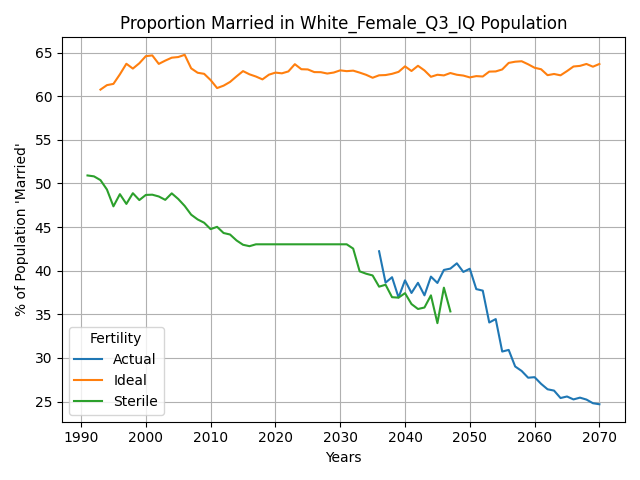 Proportion Married in White_Female_Q3_IQ Population
% of Population 'Married'
65
60
55
50
45
40
35
30
25
Fertility
Actual
Ideal
Sterile
1990 2000 2010 2020 2030 2040 2050 2060 2070
Years